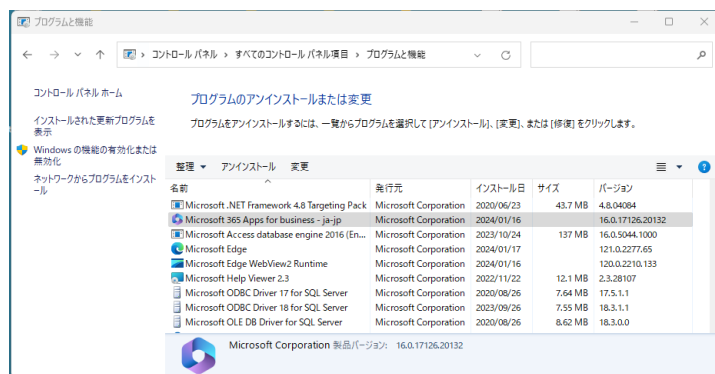 プログラムと機能
コントロール パネル › すべてのコントロール パネル項目 › プログラムと機能
コントロール パネル ホーム
インストールされた更新プログラムを
表示
Windows の機能の有効化または
無効化
ネットワークからプログラムをインスト
ール
プログラムのアンインストールまたは変更
プログラムをアンインストールするには、一覧からプログラムを選択して [アンインストール]、[変更]、または [修復] をクリックします。
整理 アンインストール 変更
名前 発行元 インストール日 サイズ バージョン
Microsoft .NET Framework 4.8 Targeting Pack Microsoft Corporation 2020/06/23 43.7 MB 4.8.04084
Microsoft 365 Apps for business - ja-jp Microsoft Corporation 2024/01/16 16.0.17126.20132
Microsoft Access database engine 2016 (En... Microsoft Corporation 2023/10/24 137 MB 16.0.5044.1000
Microsoft Edge Microsoft Corporation 2024/01/17 121.0.2277.65
Microsoft Edge WebView2 Runtime Microsoft Corporation 2024/01/16 120.0.2210.133
Microsoft Help Viewer 2.3 Microsoft Corporation 2022/11/22 12.1 MB 2.3.28107
Microsoft ODBC Driver 17 for SQL Server Microsoft Corporation 2020/08/26 7.64 MB 17.5.1.1
Microsoft ODBC Driver 18 for SQL Server Microsoft Corporation 2023/09/26 7.55 MB 18.3.1.1
Microsoft OLE DB Driver for SQL Server Microsoft Corporation 2020/08/26 8.62 MB 18.3.0.0
Microsoft Corporation 製品バージョン: 16.0.17126.20132